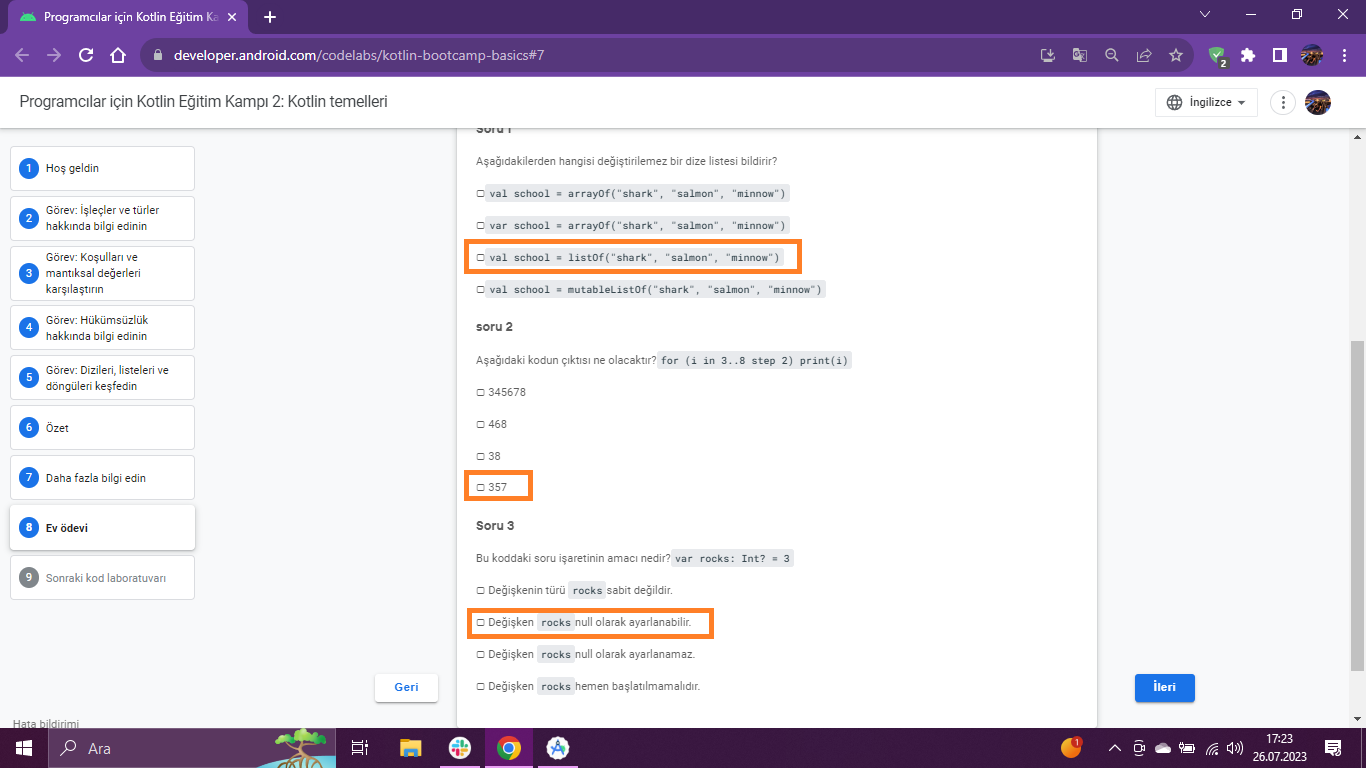 Programcılar için Kotlin Eğitim Ka
developer.android.com/codelabs/kotlin-bootcamp-basics#7
2
Programcılar için Kotlin Eğitim Kampı 2: Kotlin temelleri
İngilizce
1 Hoş geldin
2 Görev: İşleçler ve türler
hakkında bilgi edinin
3 Görev: Koşulları ve
mantıksal değerleri
karşılaştırın
4 Görev: Hükümsüzlük
hakkında bilgi edinin
5 Görev: Dizileri, listeleri ve
döngüleri keşfedin
6 Özet
7 Daha fazla bilgi edin
8 Ev ödevi
9 Sonraki kod laboratuvarı
Hata bildirimi
Soru 1
Aşağıdakilerden hangisi değiştirilemez bir dize listesi bildirir?
val school = arrayOf("shark", "salmon", "minnow")
var school = arrayOf("shark", "salmon", "minnow")
val school = listOf("shark", "salmon", "minnow")
val school = mutableListOf("shark", "salmon", "minnow")
soru 2
Aşağıdaki kodun çıktısı ne olacaktır? for (i in 3..8 step 2) print(i)
345678
468
38
357
Soru 3
Bu koddaki soru işaretinin amacı nedir? var rocks: Int? = 3
Değişkenin türü rocks sabit değildir.
Değişken rocks null olarak ayarlanabilir.
Değişken rocks null olarak ayarlanamaz.
Değişken rocks hemen başlatılmamalıdır.
Geri
İleri
Ara
1
17:23
26.07.2023